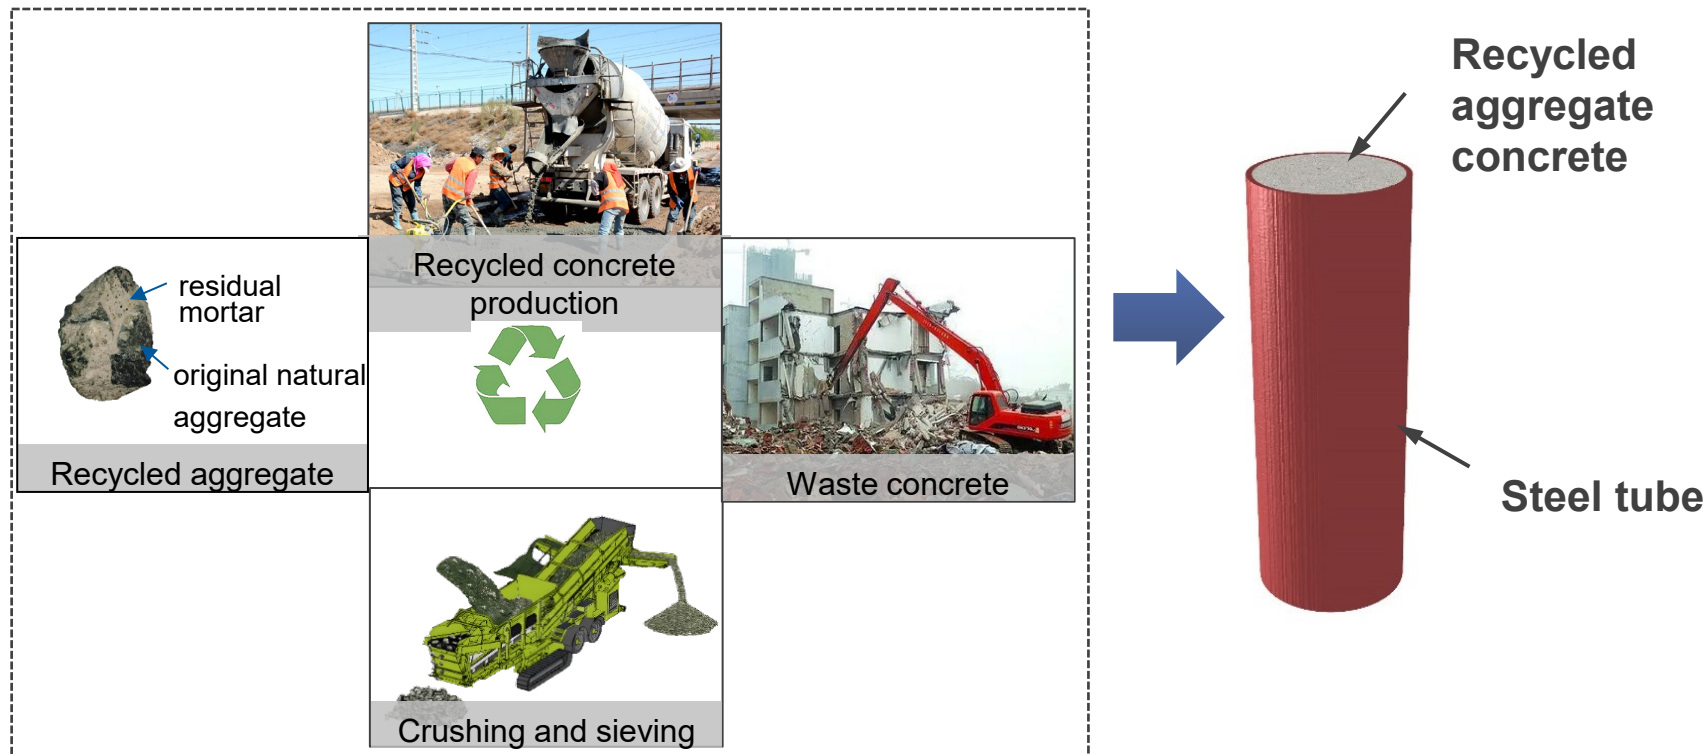 Recycled concrete
production
residual
mortar
original natural
aggregate
Recycled aggregate
Waste concrete
Crushing and sieving
Recycled
aggregate
concrete
Steel tube